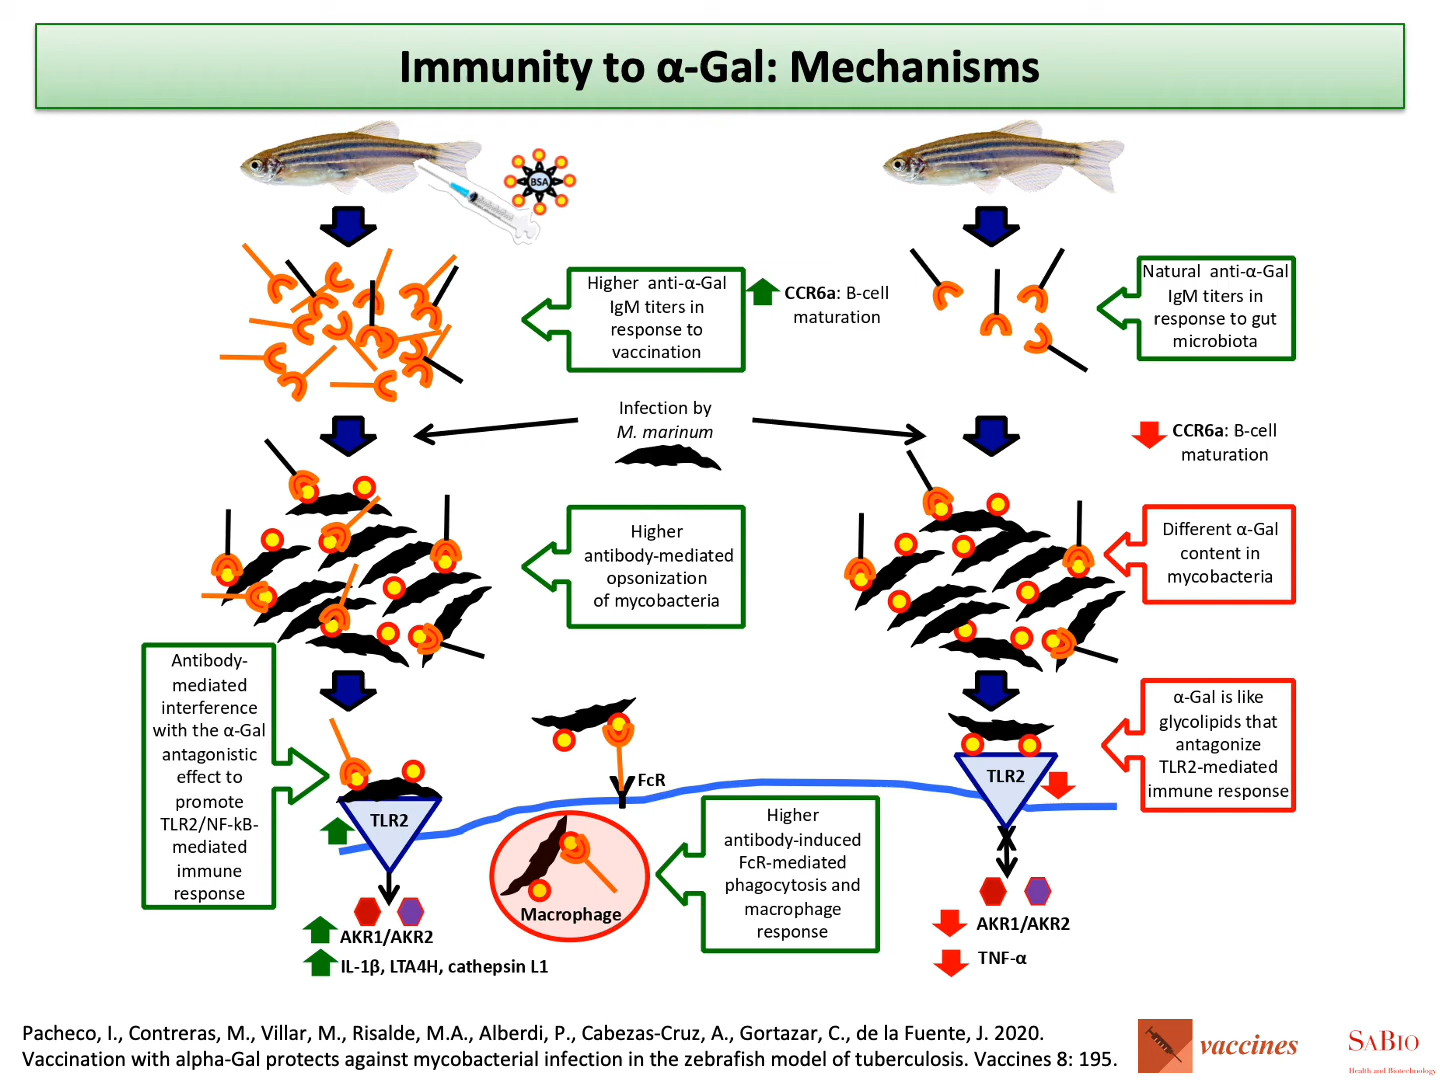 Immunity to α-Gal: Mechanisms
BSA
Higher anti-α-Gal
IgM titers in
response to
vaccination
CCR6a: B-cell
maturation
Natural anti-α-Gal
IgM titers in
response to gut
microbiota
Infection by
M. marinum
CCR6a: B-cell
maturation
Higher
antibody-mediated
opsonization
of mycobacteria
Different α-Gal
content in
mycobacteria
Antibody-
mediated
interference
with the α-Gal
antagonistic
effect to
promote
TLR2/NF-kB-
mediated
immune
response
TLR2
AKR1/AKR2
IL-1β, LTA4H, cathepsin L1
FcR
Macrophage
Higher
antibody-induced
FcR-mediated
phagocytosis and
macrophage
response
TLR2
α-Gal is like
glycolipids that
antagonize
TLR2-mediated
immune response
AKR1/AKR2
TNF-α
Pacheco, I., Contreras, M., Villar, M., Risalde, M.A., Alberdi, P., Cabezas-Cruz, A., Gortazar, C., de la Fuente, J. 2020.
Vaccination with alpha-Gal protects against mycobacterial infection in the zebrafish model of tuberculosis. Vaccines 8: 195.
vaccines
SABIO
Health and Biotechnology